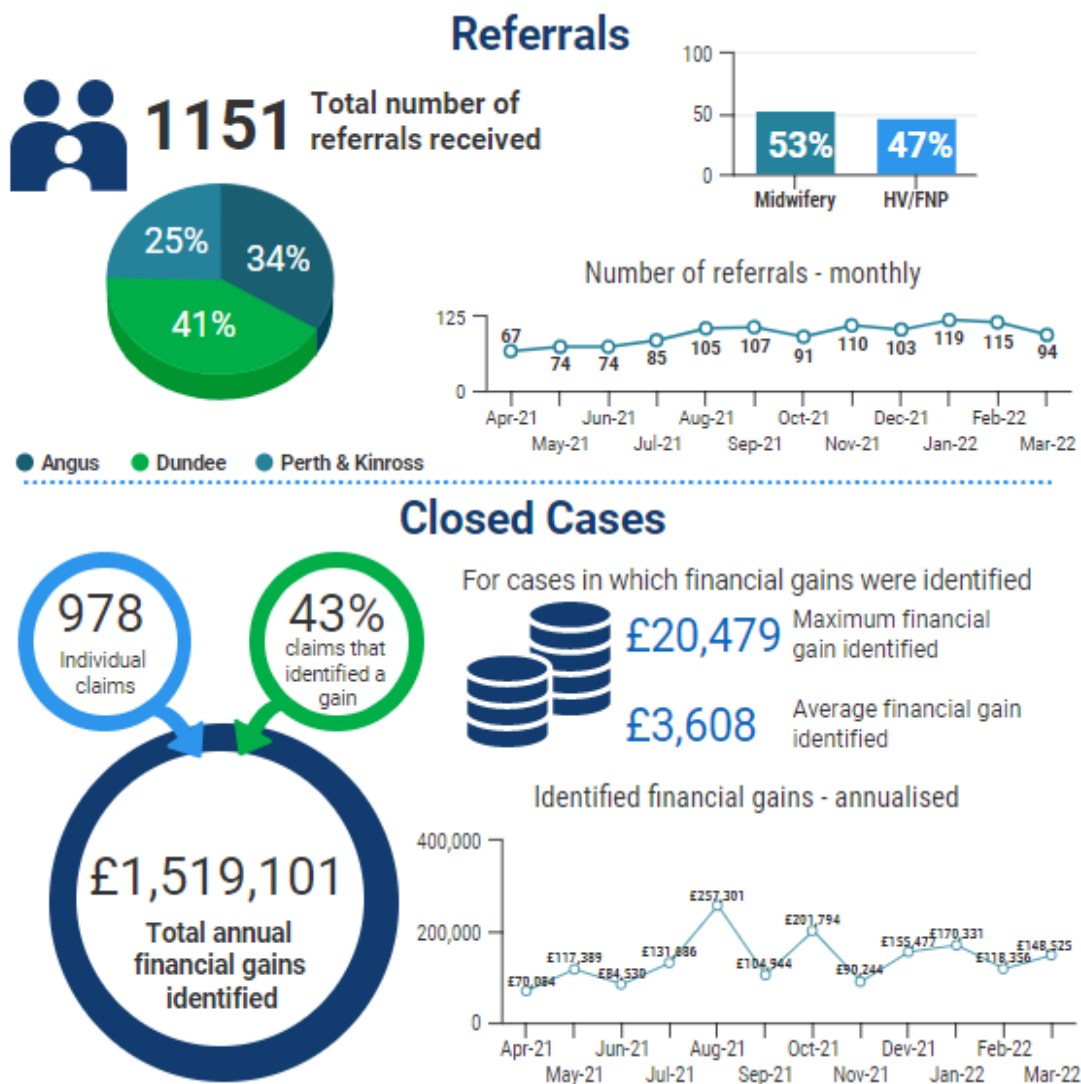 Referrals
1151
Total number of
referrals received
100
50
0
53%
47%
Midwifery
HV/FNP
25%
34%
41%
Number of referrals - monthly
125
0
67
74
74
85
105
107
91
110
103
119
115
94
Apr-21
May-21
Jun-21
Jul-21
Aug-21
Sep-21
Oct-21
Nov-21
Dec-21
Jan-22
Feb-22
Mar-22
Angus
Dundee
Perth & Kinross
Closed Cases
978
Individual
claims
43%
claims that
identified a
gain
£1,519,101
Total annual
financial gains
identified
For cases in which financial gains were identified
£20,479
Maximum financial
gain identified
£3,608
Average financial gain
identified
Identified financial gains - annualised
400,000
200,000
0
£70,084
£117,389
£84,530
£257,301
£104,944
£201,794
£90,244
£155,477
£170,331
£118,356
£148,525
Apr-21
May-21
Jun-21
Jul-21
Aug-21
Sep-21
Oct-21
Nov-21
Dev-21
Jan-22
Feb-22
Mar-22